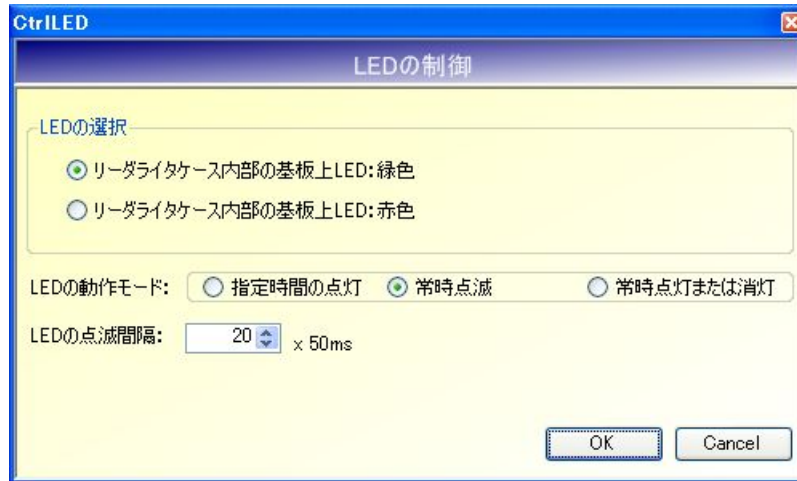 CtrlLED
LEDの制御
LEDの選択
リーダライタケース内部の基板上LED:緑色
リーダライタケース内部の基板上LED:赤色
LEDの動作モード: 指定時間の点灯 常時点滅 常時点灯または消灯
LEDの点滅間隔: 20 x 50ms
OK Cancel